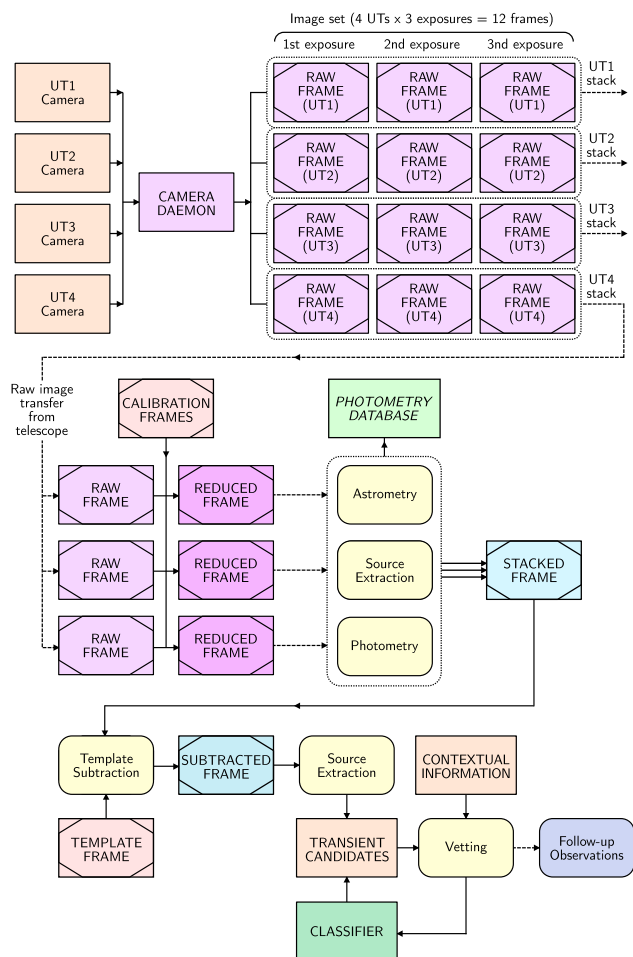 Image set (4 UTs x 3 exposures = 12 frames)
1st exposure
2nd exposure
3rd exposure
UT1
Camera
RAW
FRAME
(UT1)
RAW
FRAME
(UT1)
RAW
FRAME
(UT1)
UT1
stack
UT2
Camera
RAW
FRAME
(UT2)
RAW
FRAME
(UT2)
RAW
FRAME
(UT2)
UT2
stack
CAMERA
DAEMON
UT3
Camera
RAW
FRAME
(UT3)
RAW
FRAME
(UT3)
RAW
FRAME
(UT3)
UT3
stack
UT4
Camera
RAW
FRAME
(UT4)
RAW
FRAME
(UT4)
RAW
FRAME
(UT4)
UT4
stack
Raw image
transfer
from
telescope
CALIBRATION
FRAMES
PHOTOMETRY
DATABASE
RAW
FRAME
REDUCED
FRAME
Astrometry
RAW
FRAME
REDUCED
FRAME
Source
Extraction
STACKED
FRAME
RAW
FRAME
REDUCED
FRAME
Photometry
Template
Subtraction
SUBTRACTED
FRAME
Source
Extraction
CONTEXTUAL
INFORMATION
TEMPLATE
FRAME
TRANSIENT
CANDIDATES
Vetting
Follow-up
Observations
CLASSIFIER